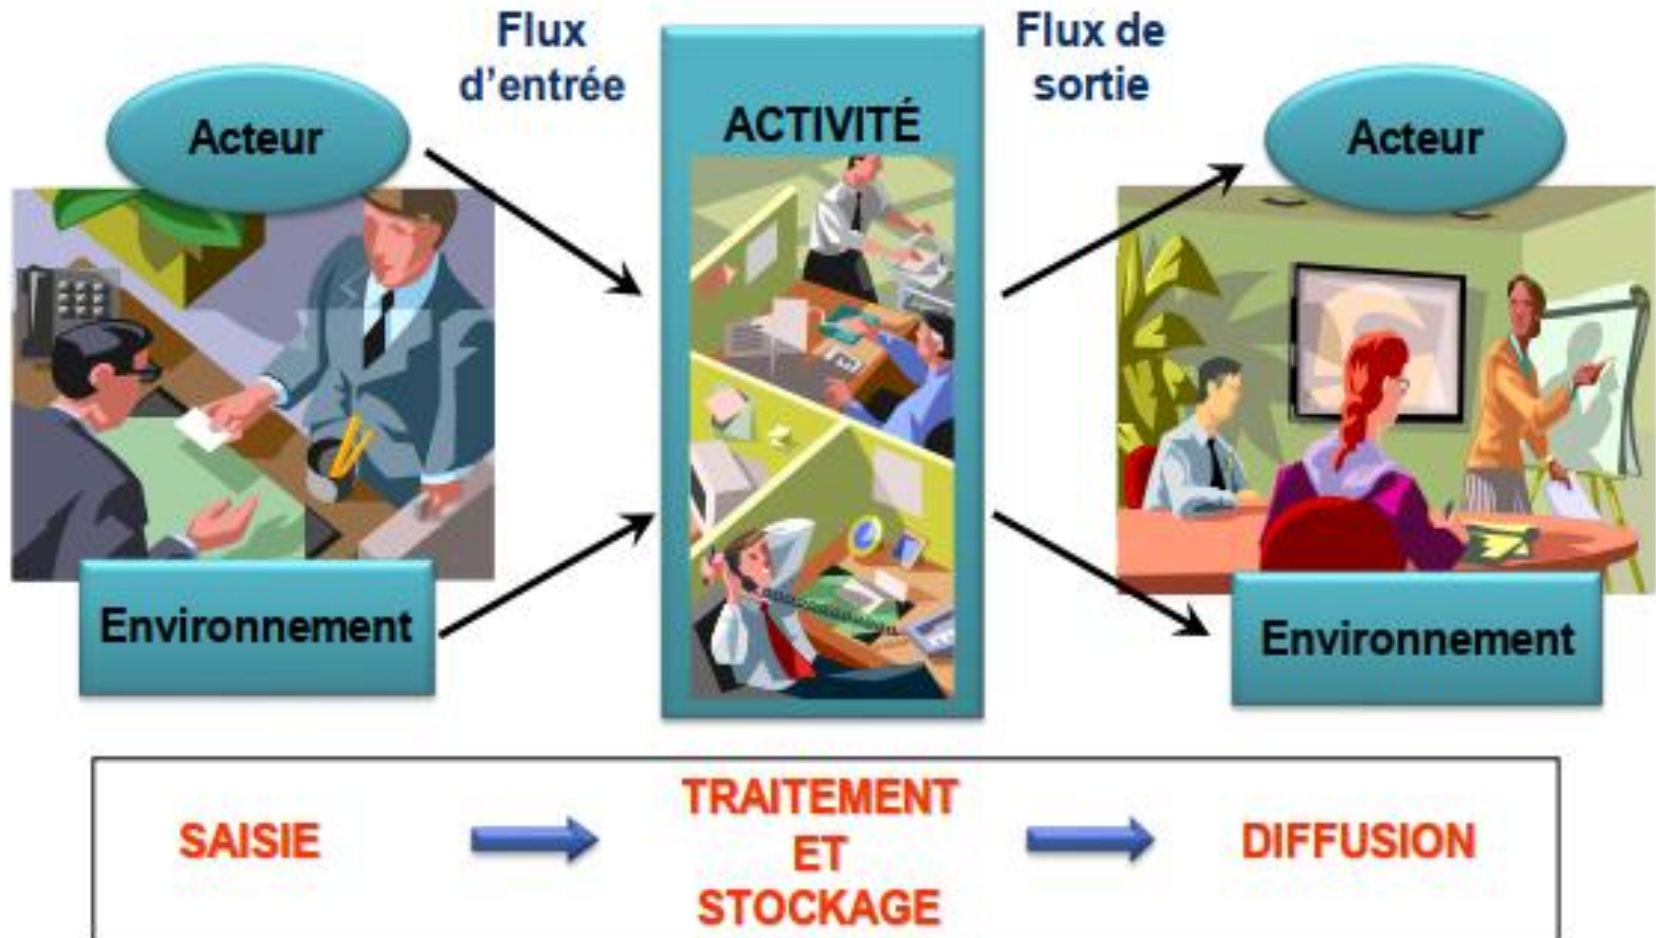 Flux
d'entrée
Flux de
sortie
Acteur
ACTIVITÉ
Acteur
Environnement
Environnement
SAISIE
TRAITEMENT
ET
STOCKAGE
DIFFUSION